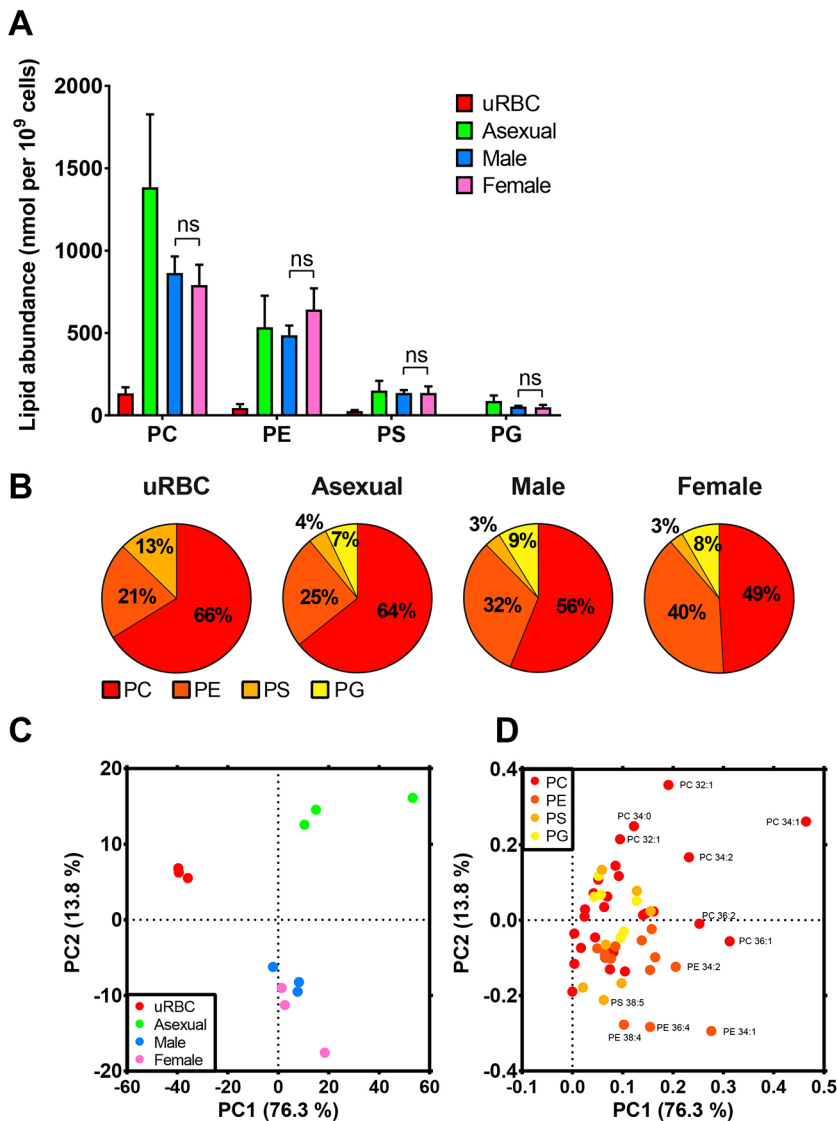 A
Lipid abundance (nmol per 10⁹ cells)
2000
1500
1000
500
0
uRBC
Asexual
Male
Female
ns
ns
ns
ns
PC
PE
PS
PG
B
uRBC
Asexual
Male
Female
13%
21%
66%
4%
7%
25%
64%
3%
9%
32%
56%
3%
8%
40%
49%
PC
PE
PS
PG
C
PC2 (13.8 %)
20
10
0
-10
-20
uRBC
Asexual
Male
Female
-60
-40
-20
0
20
40
60
PC1 (76.3 %)
D
PC2 (13.8 %)
0.4
0.2
0.0
-0.2
-0.4
PC
PE
PS
PG
PC 32:1
PC 34:0
PC 34:1
PC 32:1
PC 34:2
PC 36:2
PC 36:1
PE 34:2
PS 38:5
PE 38:4
PE 36:4
PE 34:1
-0.1
0.0
0.1
0.2
0.3
0.4
0.5
PC1 (76.3 %)